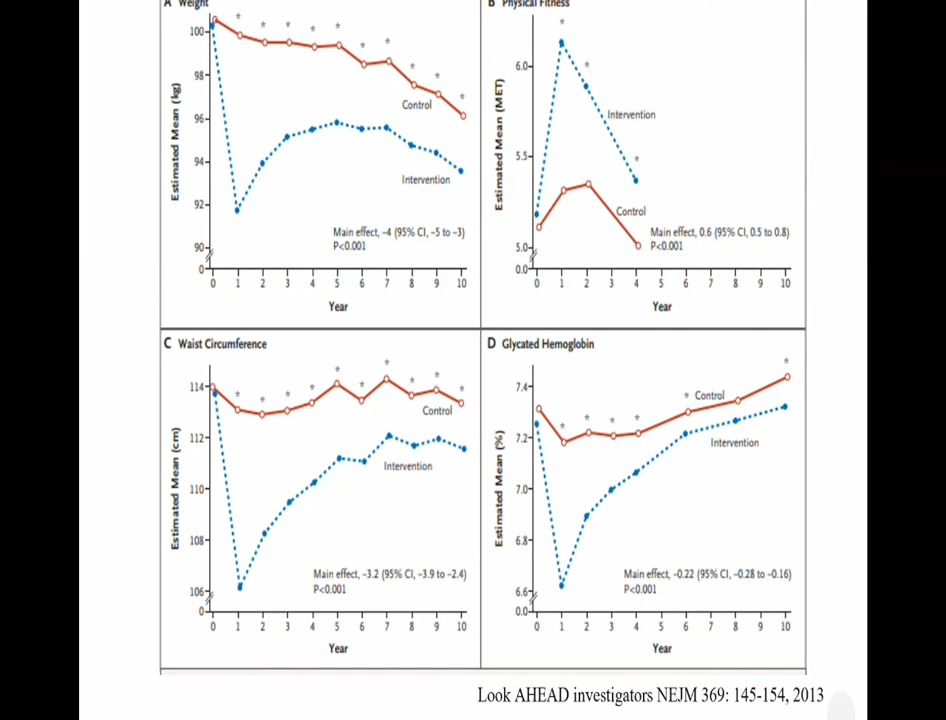 A Weight
B Physical Fitness
Estimated Mean (kg)
100
98
96
94
92
90
0
* * * * * * * * * *
Control
Intervention
Main effect, −4 (95% CI, −5 to −3)
P<0.001
0 1 2 3 4 5 6 7 8 9 10
Year
Estimated Mean (MET)
6.0
5.5
5.0
0.0
* * *
Intervention
Control
Main effect, 0.6 (95% CI, 0.5 to 0.8)
P<0.001
0 1 2 3 4 5 6 7 8 9 10
Year
C Waist Circumference
Estimated Mean (cm)
114
112
110
108
106
0
* * * * * * * * * *
Control
Intervention
Main effect, −3.2 (95% CI, −3.9 to −2.4)
P<0.001
0 1 2 3 4 5 6 7 8 9 10
Year
D Glycated Hemoglobin
Estimated Mean (%)
7.4
7.2
7.0
6.8
6.6
0.0
* * * * * *
Control
Intervention
Main effect, −0.22 (95% CI, −0.28 to −0.16)
P<0.001
0 1 2 3 4 5 6 7 8 9 10
Year
Look AHEAD investigators NEJM 369: 145-154, 2013